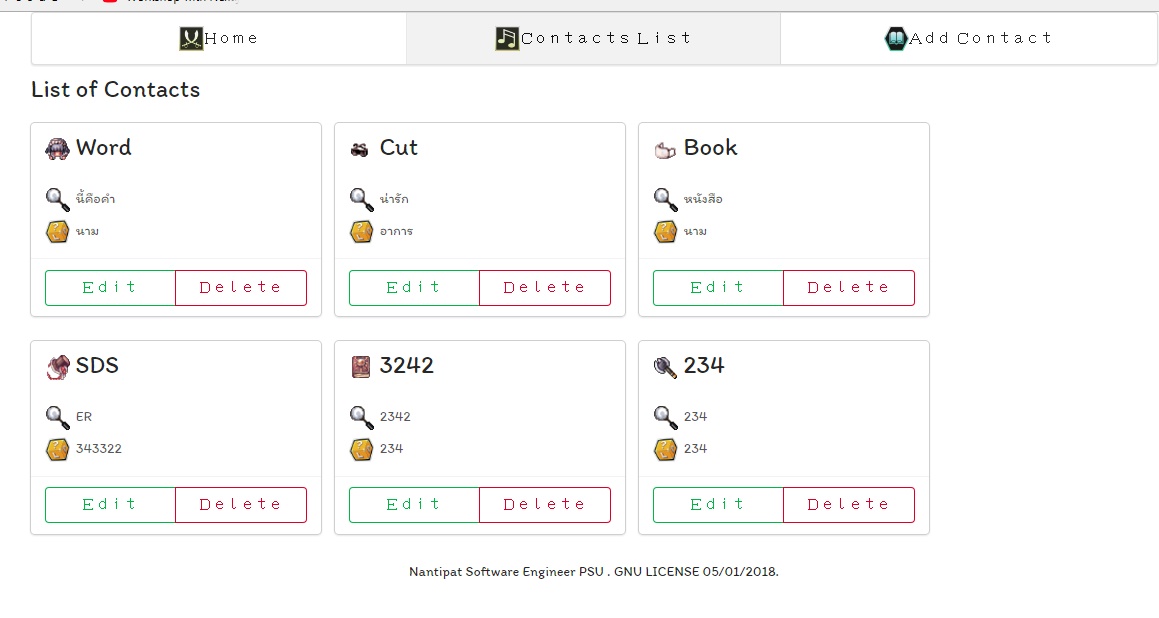 Home Contacts List Add Contact
List of Contacts
Word Cut Book
นี้คือคำ น่ารัก หนังสือ
นาม อาการ นาม
Edit Delete Edit Delete Edit Delete
SDS 3242 234
ER 2342 234
343322 234 234
Edit Delete Edit Delete Edit Delete
Nantipat Software Engineer PSU . GNU LICENSE 05/01/2018.